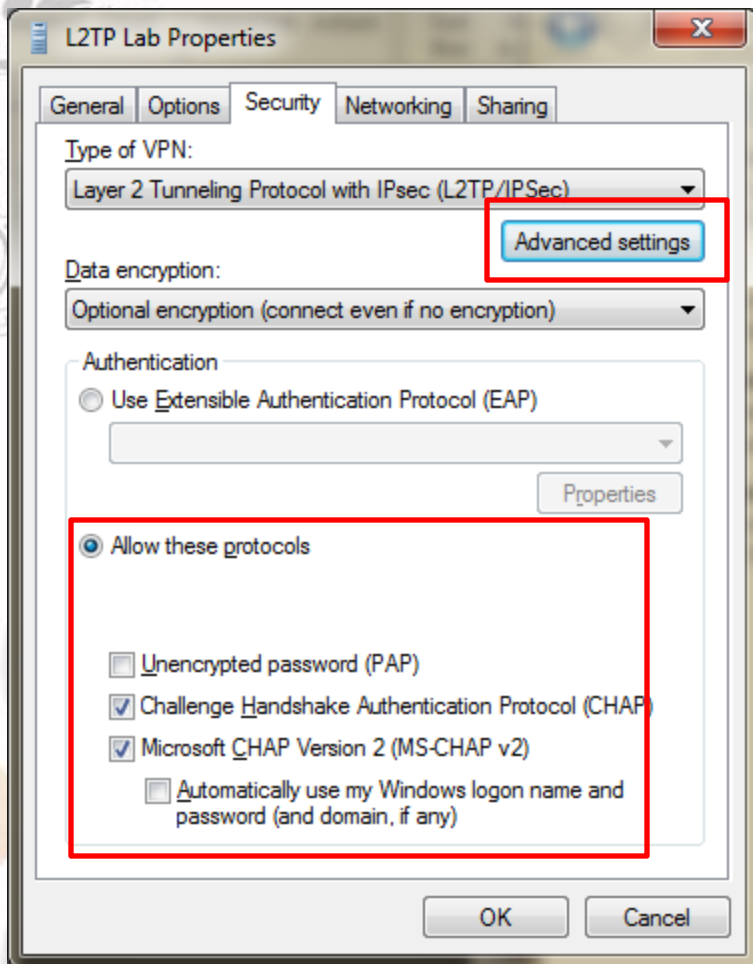 L2TP Lab Properties
General Options Security Networking Sharing
Type of VPN:
Layer 2 Tunneling Protocol with IPsec (L2TP/IPSec)
Advanced settings
Data encryption:
Optional encryption (connect even if no encryption)
Authentication
Use Extensible Authentication Protocol (EAP)
Properties
Allow these protocols
Unencrypted password (PAP)
Challenge Handshake Authentication Protocol (CHAP)
Microsoft CHAP Version 2 (MS-CHAP v2)
Automatically use my Windows logon name and
password (and domain, if any)
OK Cancel